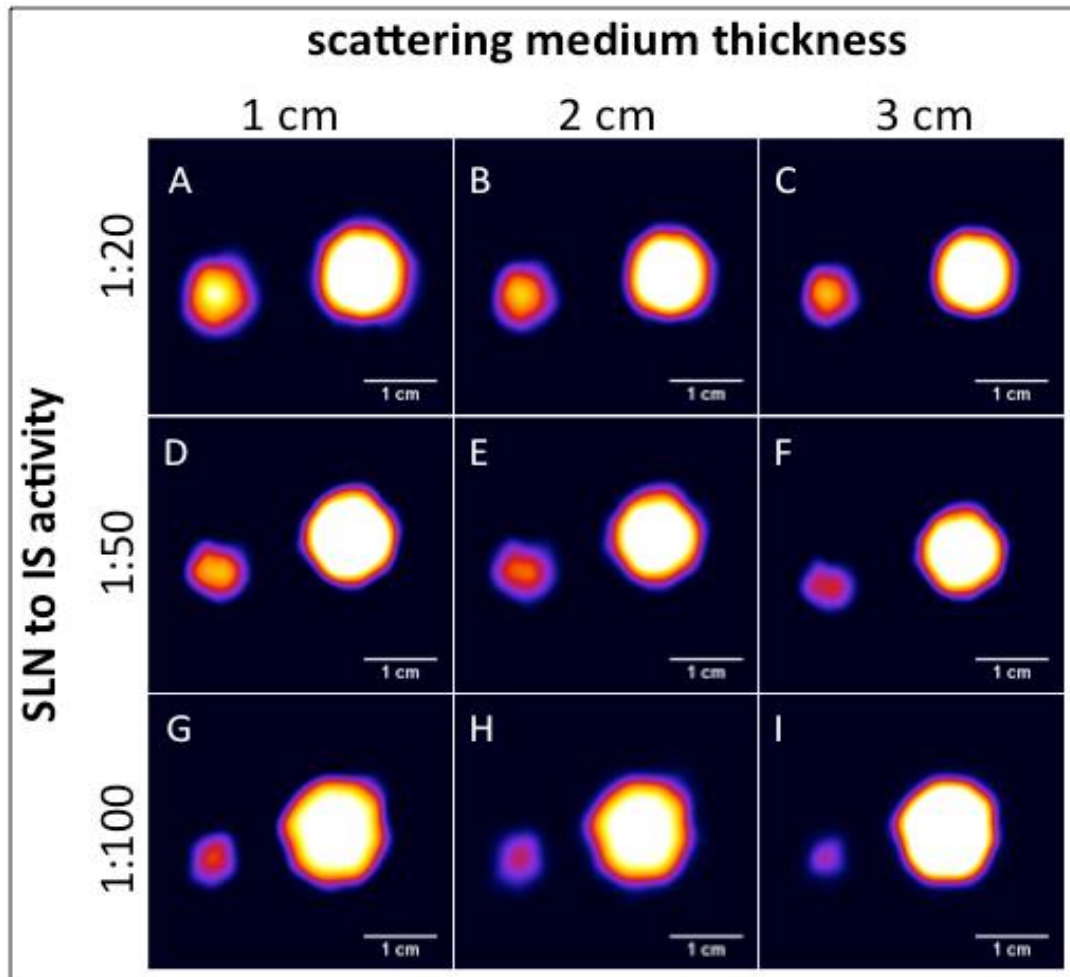 scattering medium thickness
1 cm 2 cm 3 cm
SLN to IS activity
1:20
A B C
1 cm 1 cm 1 cm
1:50
D E F
1 cm 1 cm 1 cm
1:100
G H I
1 cm 1 cm 1 cm